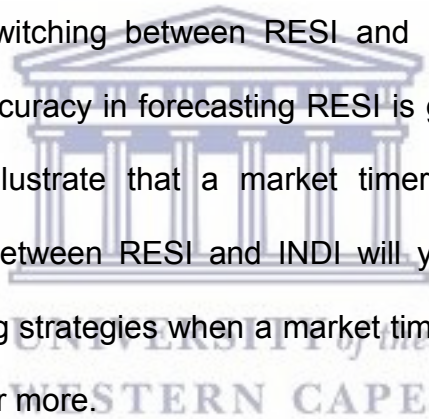 witching between RESI and
ccuracy in forecasting RESI is
llustrate that a market timer
etween RESI and INDI will y
g strategies when a market tim
r more.
UNIVERSITY of the
WESTERN CAPE